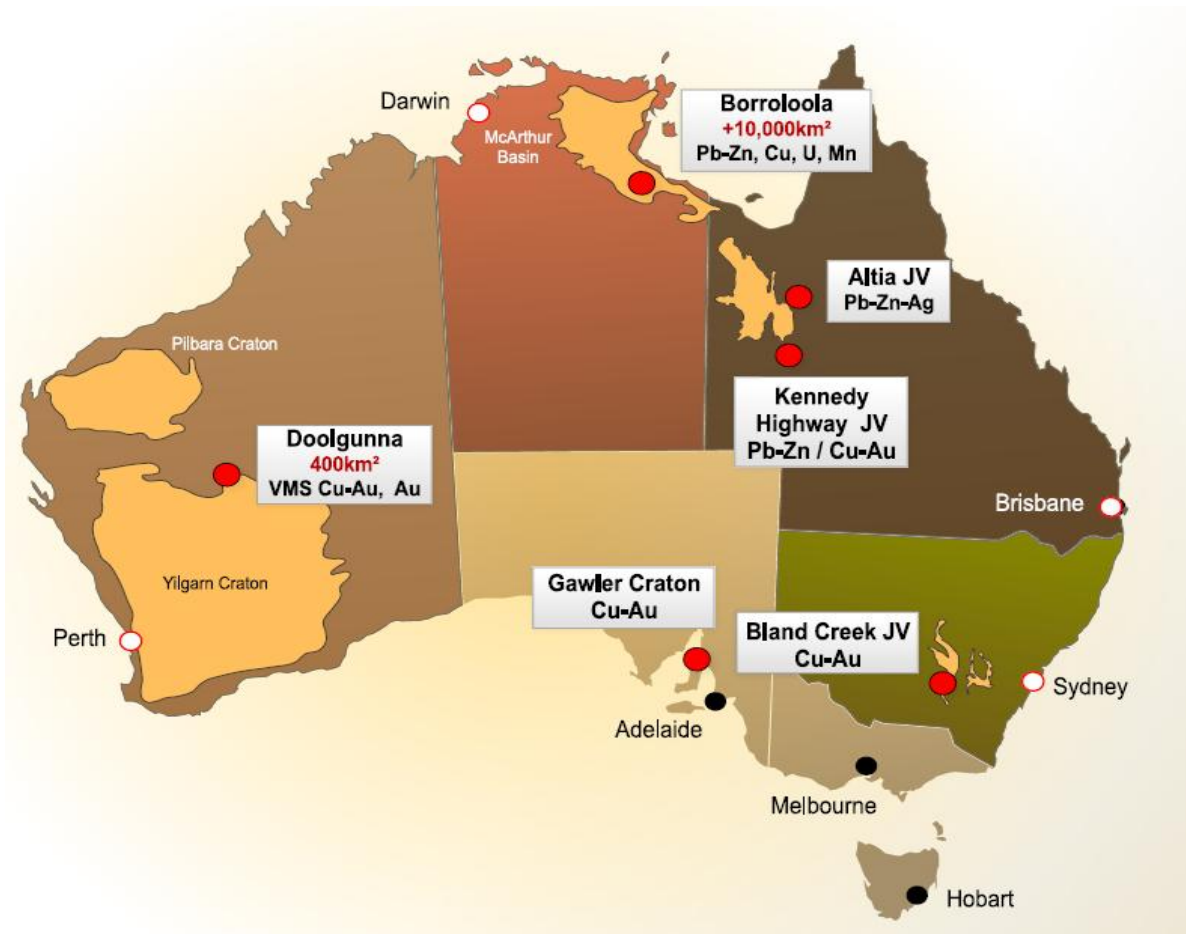 Darwin
McArthur
Basin
Borroloola
+10,000km²
Pb-Zn, Cu, U, Mn
Altia JV
Pb-Zn-Ag
Pilbara Craton
Kennedy
Highway JV
Pb-Zn / Cu-Au
Doolgunna
400km²
VMS Cu-Au, Au
Brisbane
Yilgarn Craton
Gawler Craton
Cu-Au
Bland Creek JV
Cu-Au
Perth
Sydney
Adelaide
Melbourne
Hobart